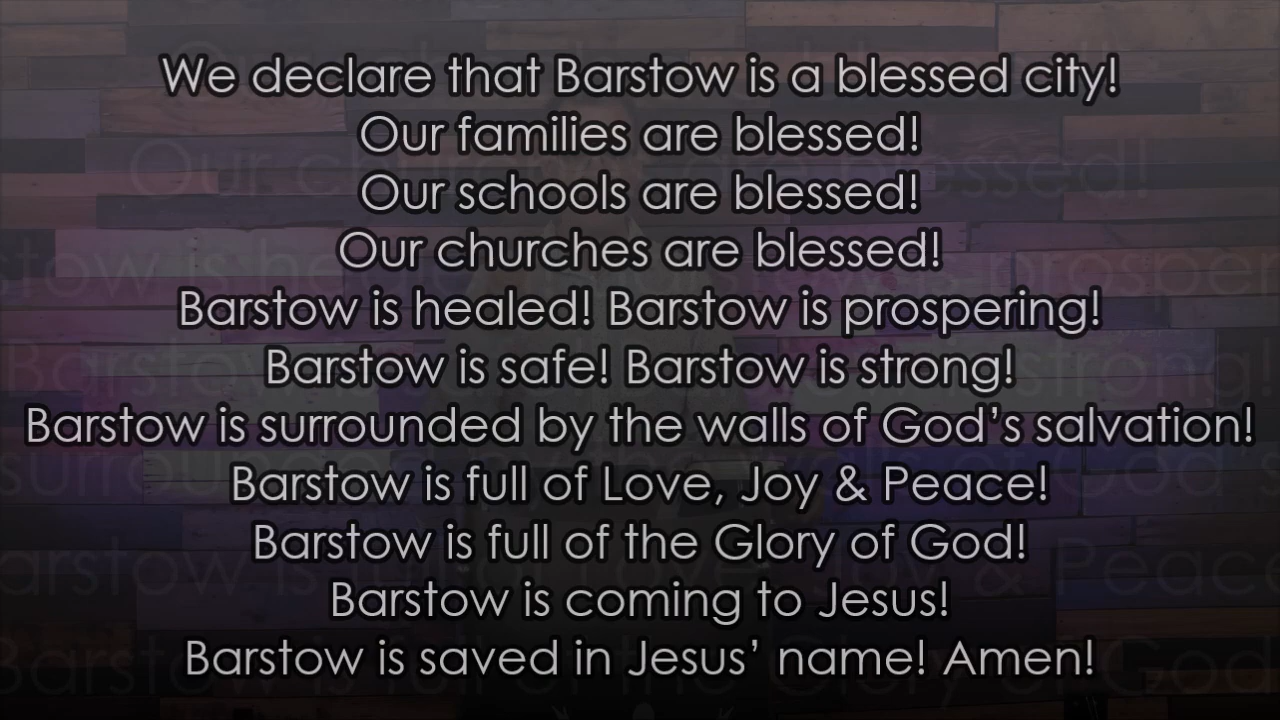 We declare that Barstow is a blessed city!
Our families are blessed!
Our schools are blessed!
Our churches are blessed!
Barstow is healed! Barstow is prospering!
Barstow is safe! Barstow is strong!
Barstow is surrounded by the walls of God’s salvation!
Barstow is full of Love, Joy & Peace!
Barstow is full of the Glory of God!
Barstow is coming to Jesus!
Barstow is saved in Jesus’ name! Amen!